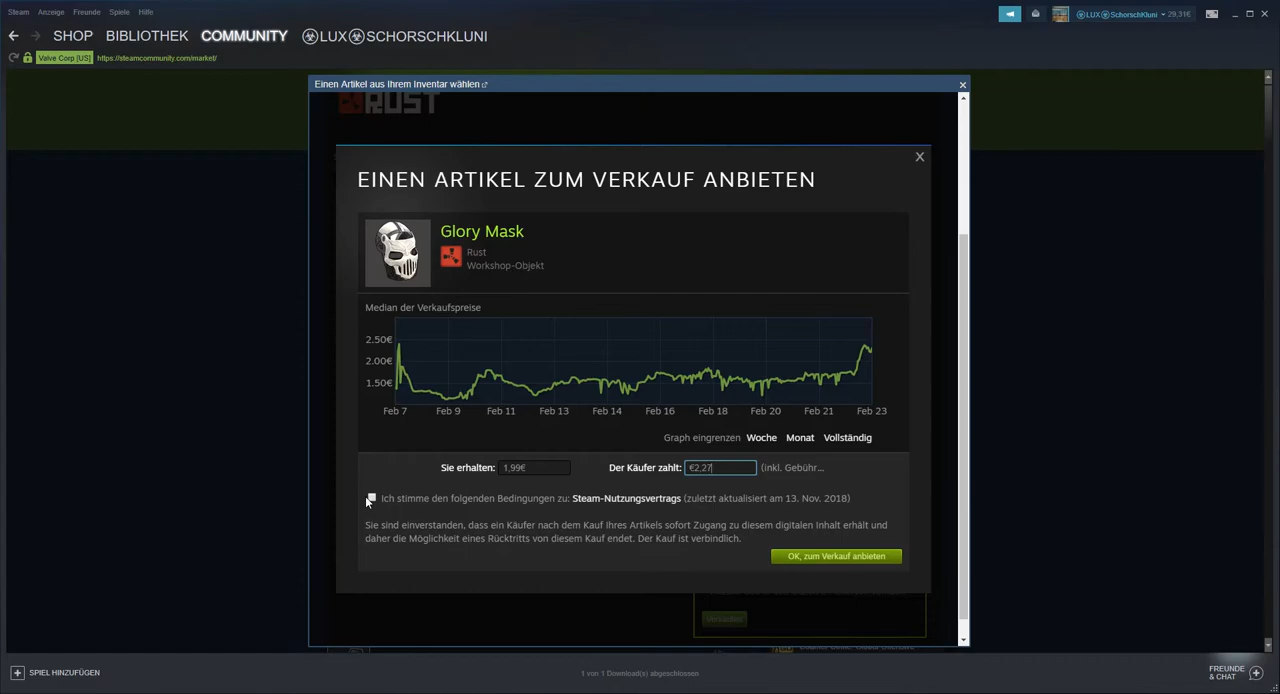 Steam Anzeige Freunde Spiele Hilfe
☣LUX☣SchorschKluni 29,31€
SHOP BIBLIOTHEK COMMUNITY ☣LUX☣SCHORSCHKLUNI
Valve Corp [US] https://steamcommunity.com/market/
Einen Artikel aus Ihrem Inventar wählen
RUST
X
EINEN ARTIKEL ZUM VERKAUF ANBIETEN
Glory Mask
Rust
Workshop-Objekt
Median der Verkaufspreise
2.50€
2.00€
1.50€
Feb 7 Feb 9 Feb 11 Feb 13 Feb 14 Feb 16 Feb 18 Feb 20 Feb 21 Feb 23
Graph eingrenzen Woche Monat Vollständig
Sie erhalten: 1,99€ Der Käufer zahlt: €2,27 (inkl. Gebühr...
Ich stimme den folgenden Bedingungen zu: Steam-Nutzungsvertrags (zuletzt aktualisiert am 13. Nov. 2018)
Sie sind einverstanden, dass ein Käufer nach dem Kauf Ihres Artikels sofort Zugang zu diesem digitalen Inhalt erhält und
daher die Möglichkeit eines Rücktritts von diesem Kauf endet. Der Kauf ist verbindlich.
OK, zum Verkauf anbieten
Verkaufen
SPIEL HINZUFÜGEN
1 von 1 Download(s) abgeschlossen
FREUNDE
& CHAT